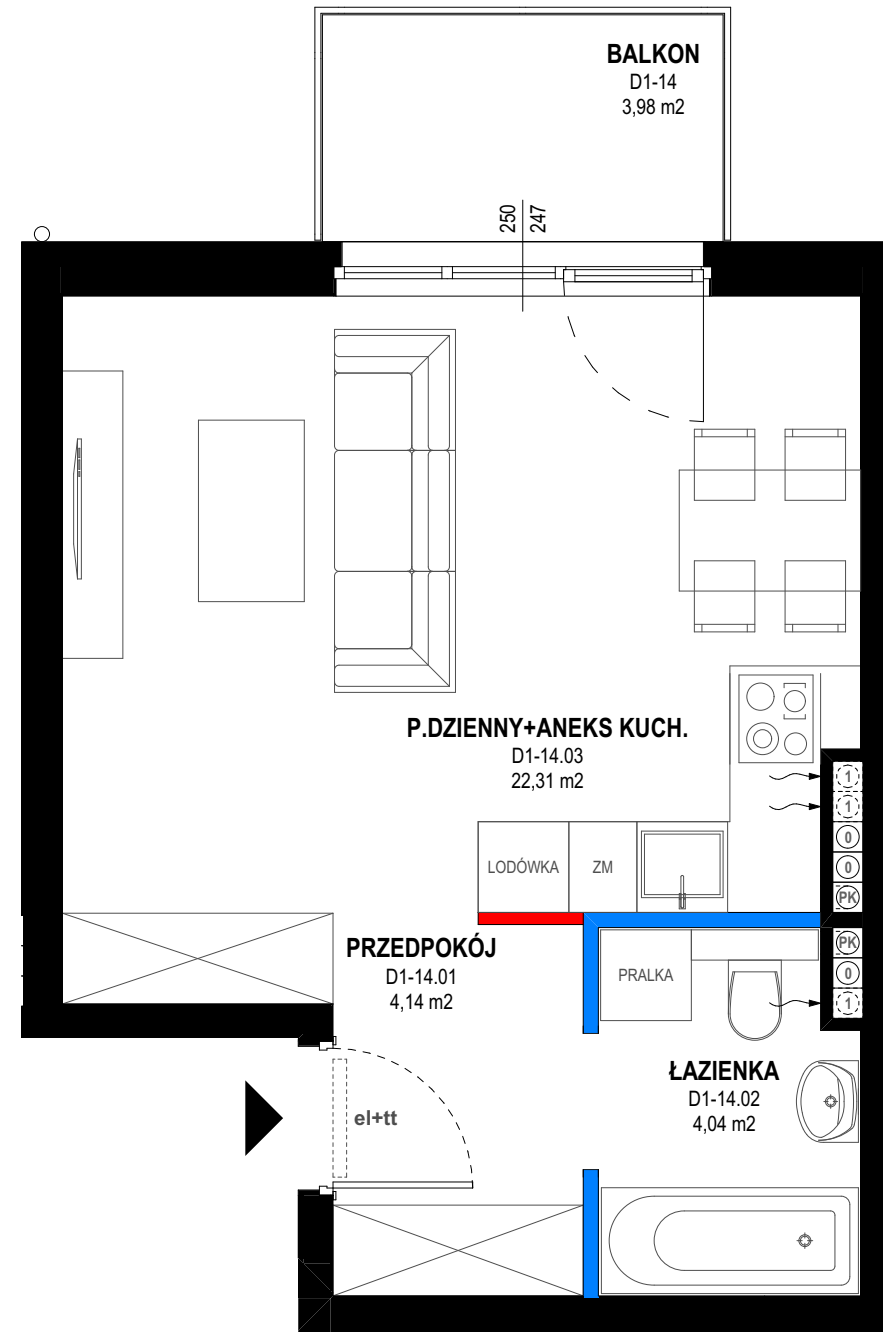 BALKON
D1-14
3,98 m2
250
247
P.DZIENNY+ANEKS KUCH.
D1-14.03
22,31 m2
1
1
0
0
PK
LODÓWKA
ZM
PRZEDPOKÓJ
D1-14.01
4,14 m2
PK
0
1
PRALKA
ŁAZIENKA
D1-14.02
4,04 m2
el+tt